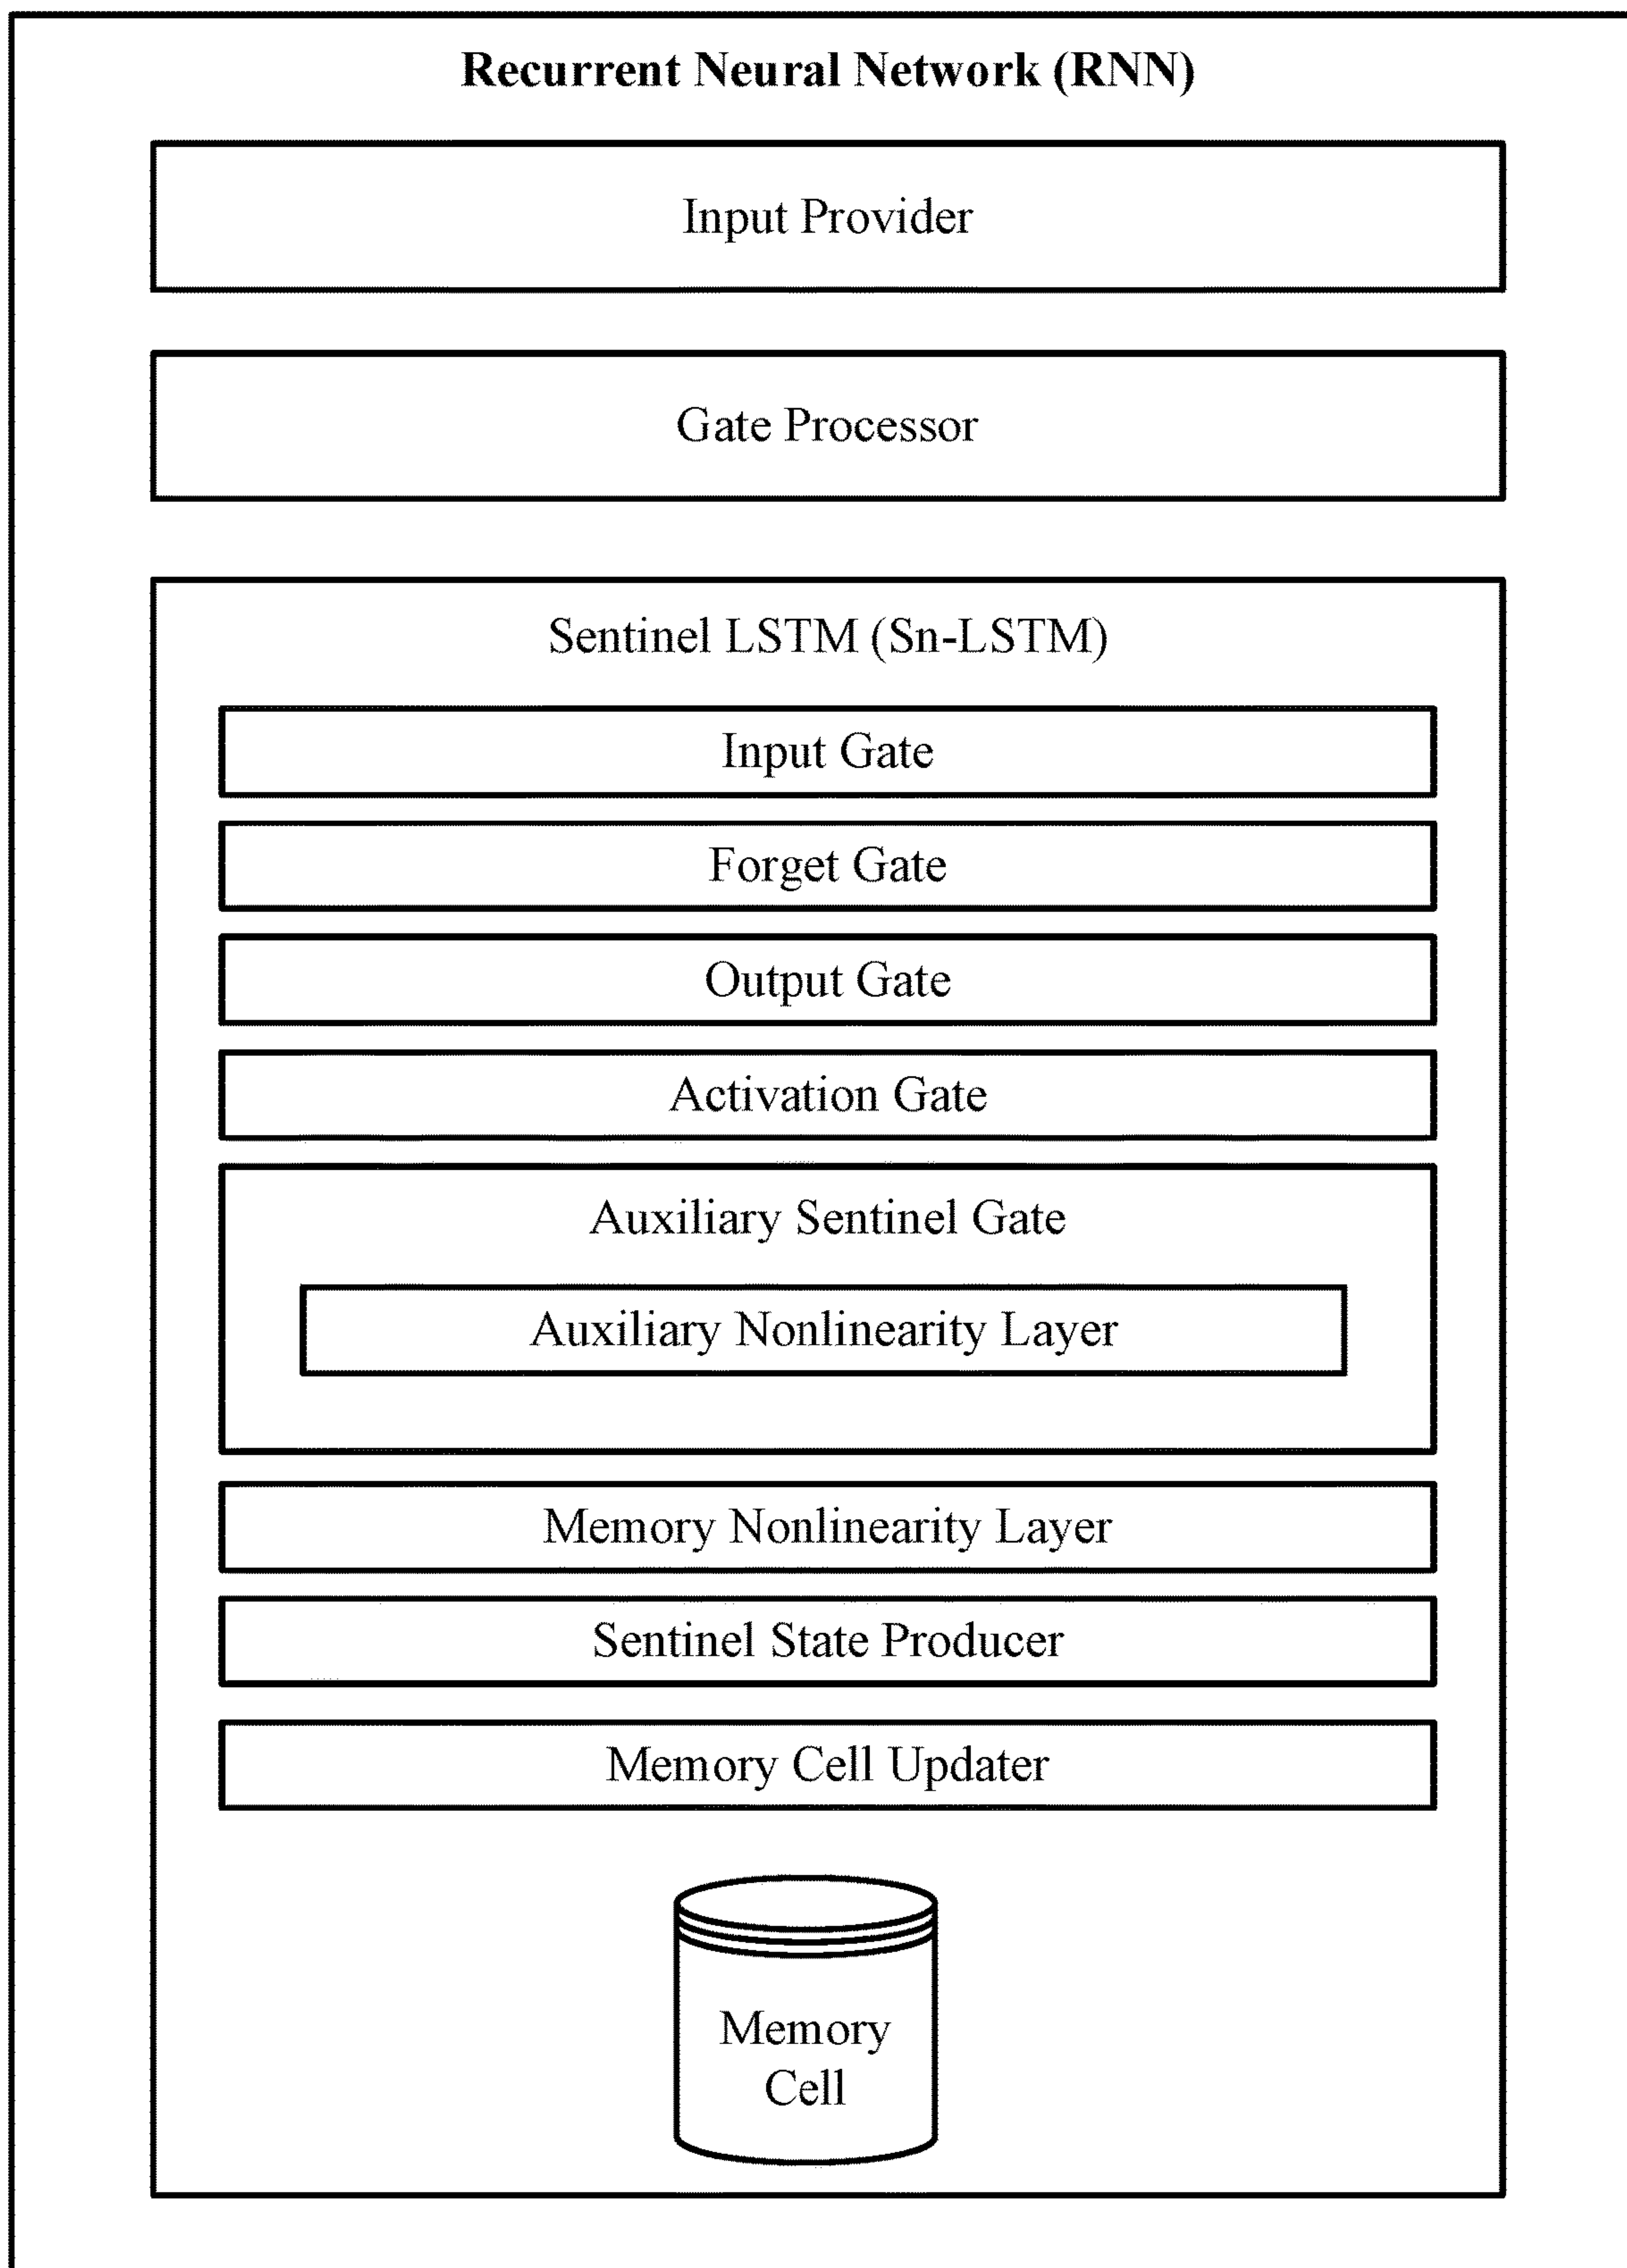 Recurrent Neural Network (RNN)
Input Provider
Gate Processor
Sentinel LSTM (Sn-LSTM)
Input Gate
Forget Gate
Output Gate
Activation Gate
Auxiliary Sentinel Gate
Auxiliary Nonlinearity Layer
Memory Nonlinearity Layer
Sentinel State Producer
Memory Cell Updater
Memory
Cell